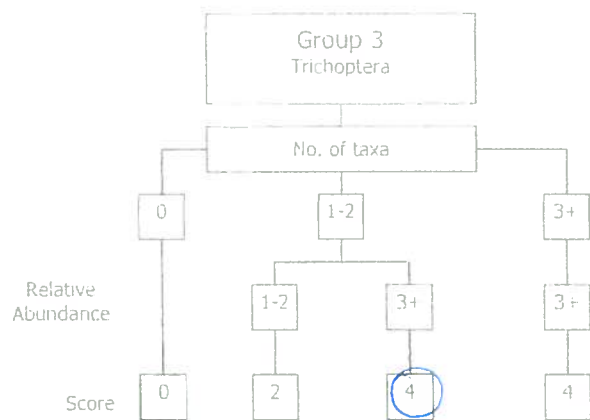 Group 3
Trichoptera
No. of taxa
0 1-2 3+
Relative
Abundance
1-2 3+ 3+
Score
0 2 4 4